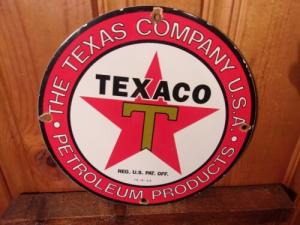 THE TEXAS COMPANY U.S.A.
TEXACO
T
REG. U.S. PAT. OFF.
PETROLEUM PRODUCTS